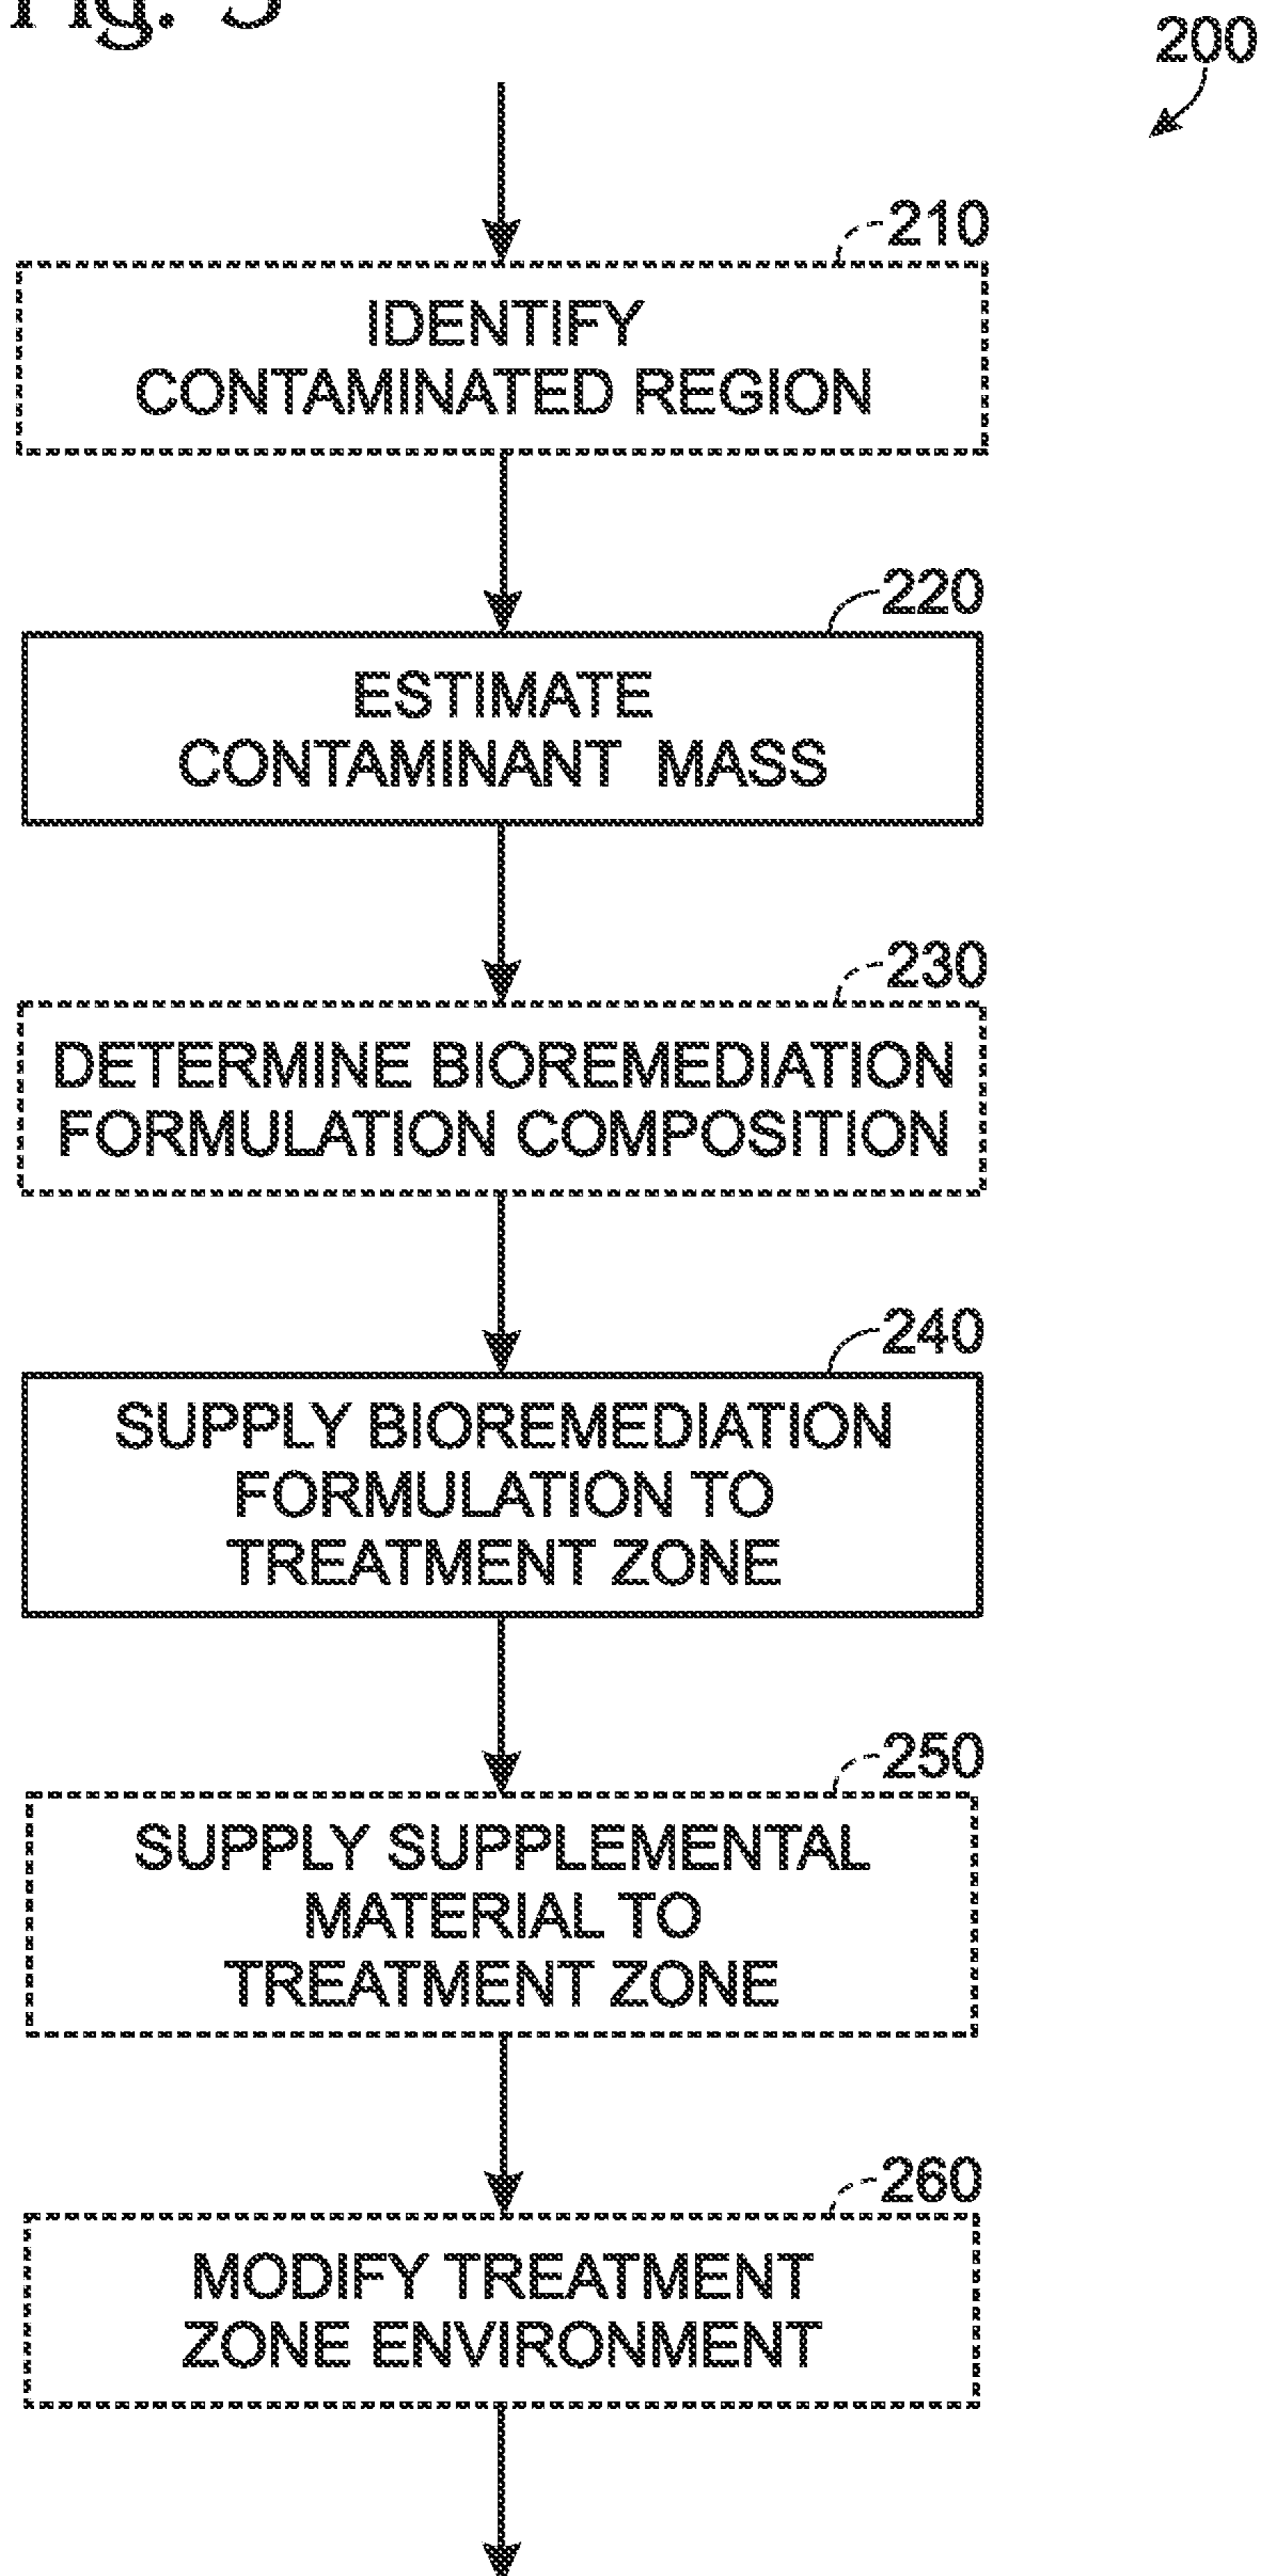 Fig. 3
200
210
IDENTIFY
CONTAMINATED REGION
220
ESTIMATE
CONTAMINANT MASS
230
DETERMINE BIOREMEDIATION
FORMULATION COMPOSITION
240
SUPPLY BIOREMEDIATION
FORMULATION TO
TREATMENT ZONE
250
SUPPLY SUPPLEMENTAL
MATERIAL TO
TREATMENT ZONE
260
MODIFY TREATMENT
ZONE ENVIRONMENT